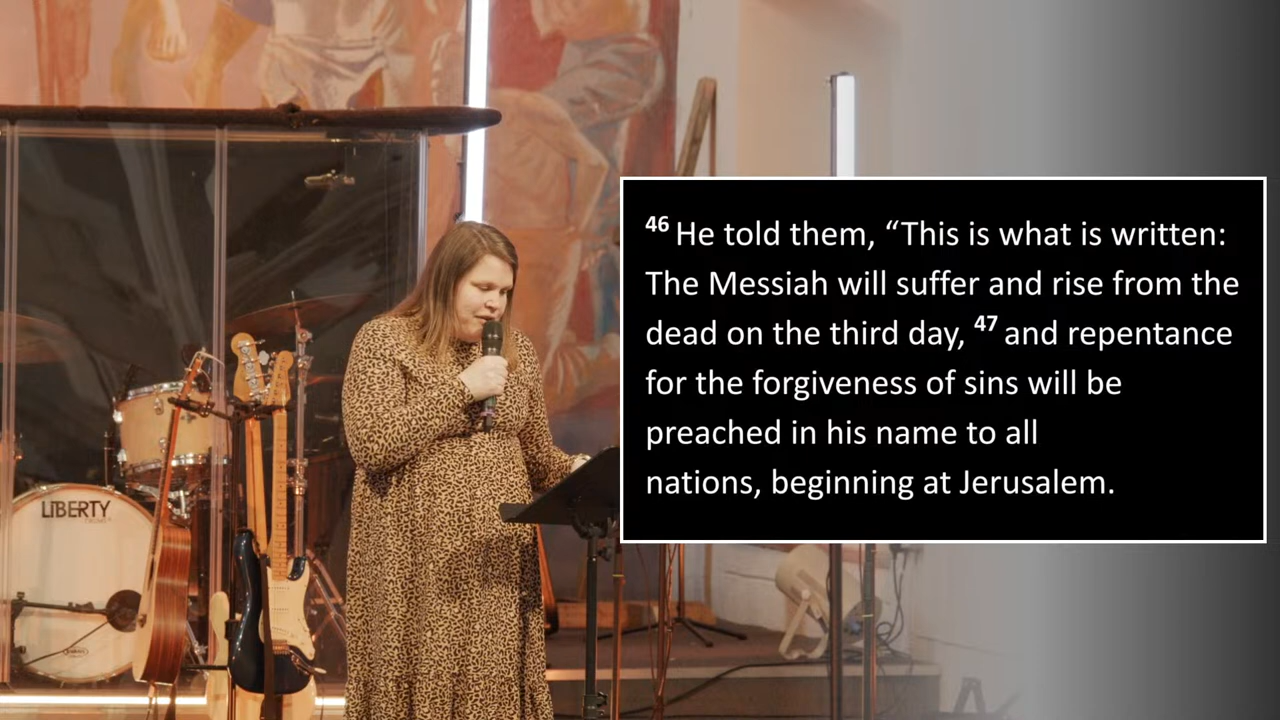 46 He told them, “This is what is written:
The Messiah will suffer and rise from the
dead on the third day, 47 and repentance
for the forgiveness of sins will be
preached in his name to all
nations, beginning at Jerusalem.
LIBERTY